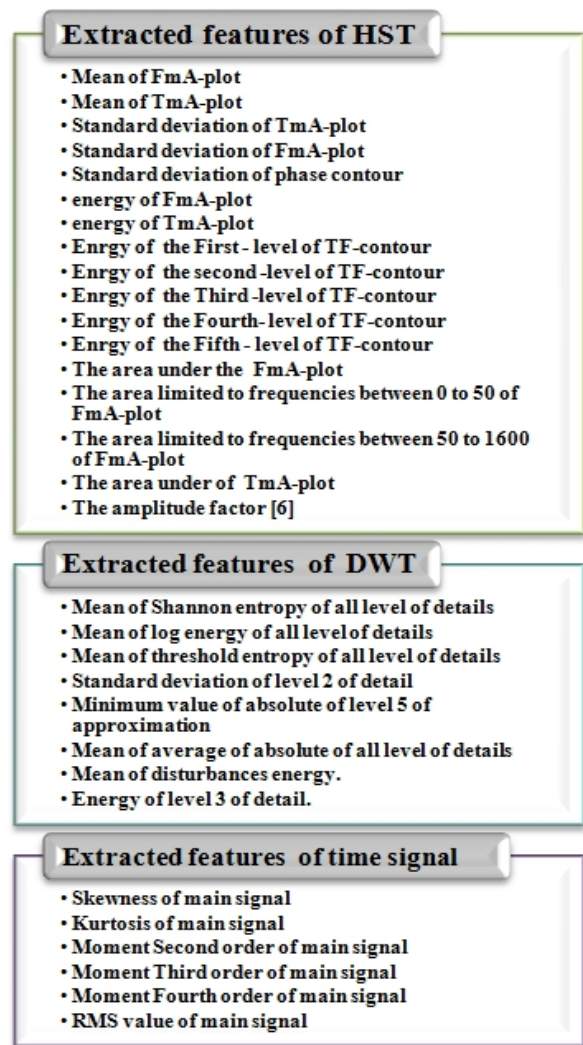 Extracted features of HST
• Mean of FmA-plot
• Mean of TmA-plot
• Standard deviation of TmA-plot
• Standard deviation of FmA-plot
• Standard deviation of phase contour
• energy of FmA-plot
• energy of TmA-plot
• Enrgy of the First - level of TF-contour
• Enrgy of the second -level of TF-contour
• Enrgy of the Third -level of TF-contour
• Enrgy of the Fourth- level of TF-contour
• Enrgy of the Fifth - level of TF-contour
• The area under the FmA-plot
• The area limited to frequencies between 0 to 50 of
FmA-plot
• The area limited to frequencies between 50 to 1600
of FmA-plot
• The area under of TmA-plot
• The amplitude factor [6]
Extracted features of DWT
• Mean of Shannon entropy of all level of details
• Mean of log energy of all level of details
• Mean of threshold entropy of all level of details
• Standard deviation of level 2 of detail
• Minimum value of absolute of level 5 of
approximation
• Mean of average of absolute of all level of details
• Mean of disturbances energy.
• Energy of level 3 of detail.
Extracted features of time signal
• Skewness of main signal
• Kurtosis of main signal
• Moment Second order of main signal
• Moment Third order of main signal
• Moment Fourth order of main signal
• RMS value of main signal